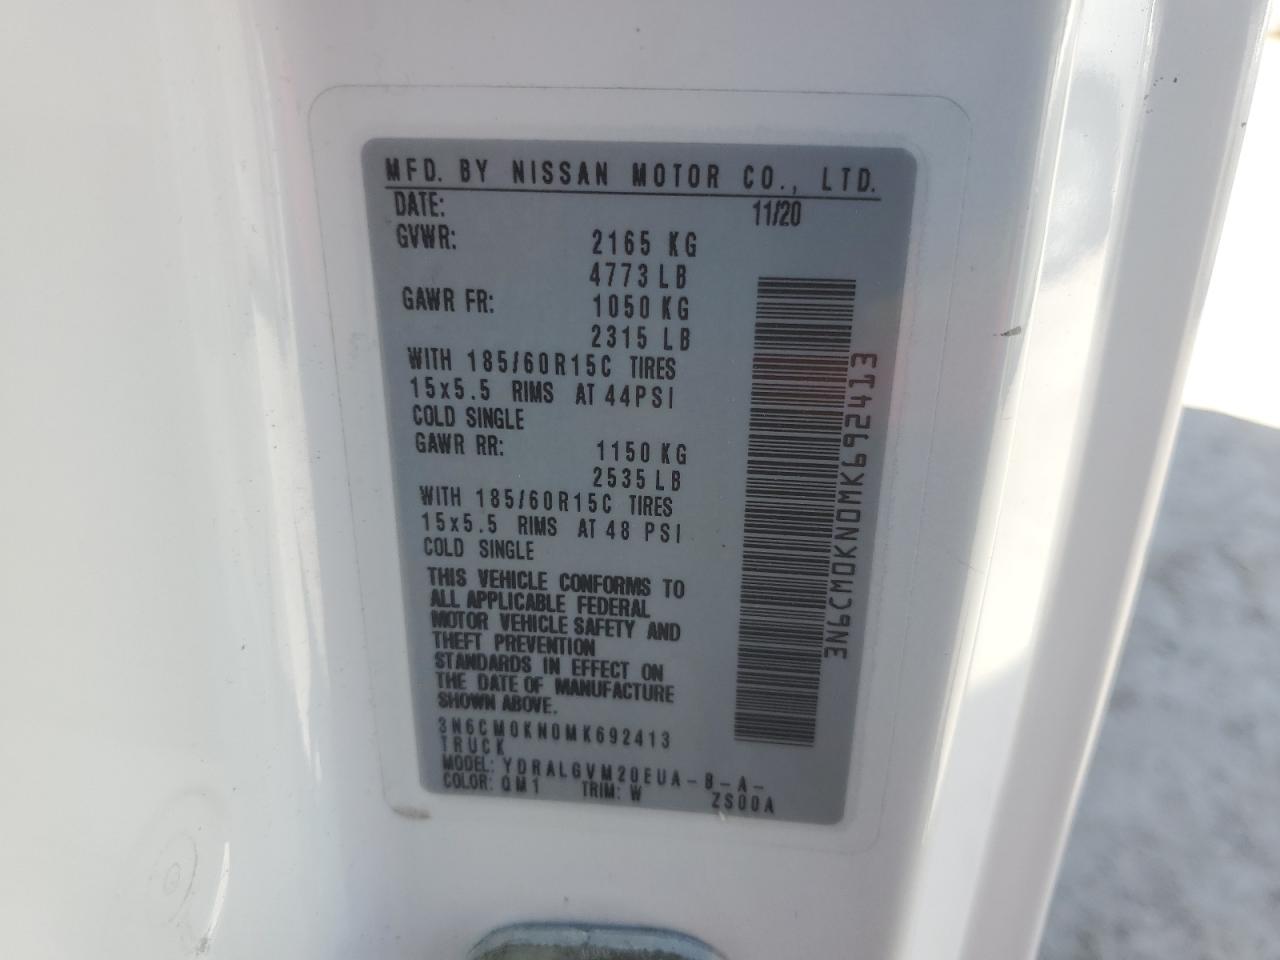 MFD. BY NISSAN MOTOR CO., LTD.
DATE: 11/20
GVWR: 2165 KG
4773 LB
GAWR FR: 1050 KG
2315 LB
WITH 185/60R15C TIRES
15x5.5 RIMS AT 44PSI
COLD SINGLE
GAWR RR: 1150 KG
2535 LB
WITH 185/60R15C TIRES
15x5.5 RIMS AT 48 PSI
COLD SINGLE
THIS VEHICLE CONFORMS TO
ALL APPLICABLE FEDERAL
MOTOR VEHICLE SAFETY AND
THEFT PREVENTION
STANDARDS IN EFFECT ON
THE DATE OF MANUFACTURE
SHOWN ABOVE.
3N6CM0KN0MK692413
TRUCK
MODEL: YDRALGVM20EUA-B-A-
COLOR: QM1 TRIM: W ZS00A
3N6CM0KN0MK692413